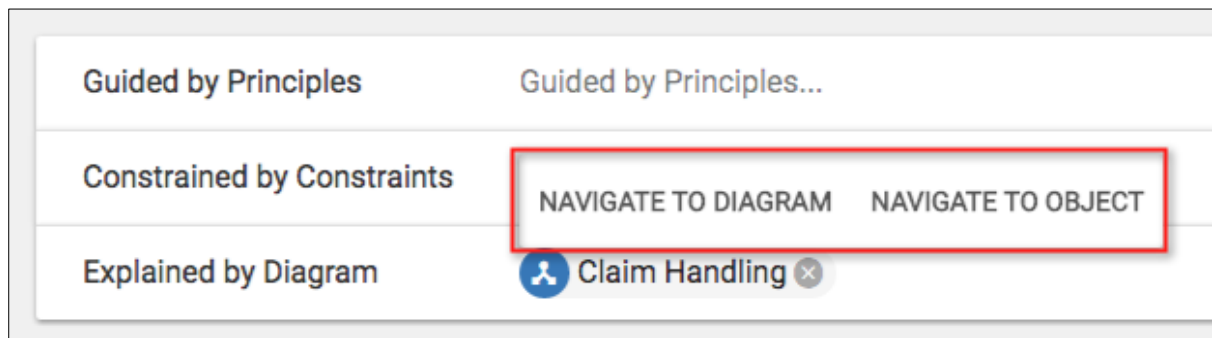 Guided by Principles Guided by Principles...
Constrained by Constraints
NAVIGATE TO DIAGRAM NAVIGATE TO OBJECT
Explained by Diagram Claim Handling